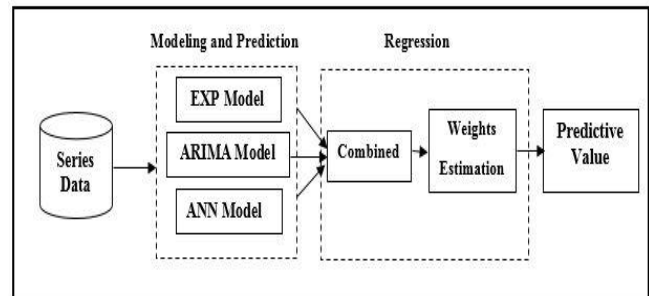 Modeling and Prediction
Regression
Series
Data
EXP Model
ARIMA Model
ANN Model
Combined
Weights
Estimation
Predictive
Value